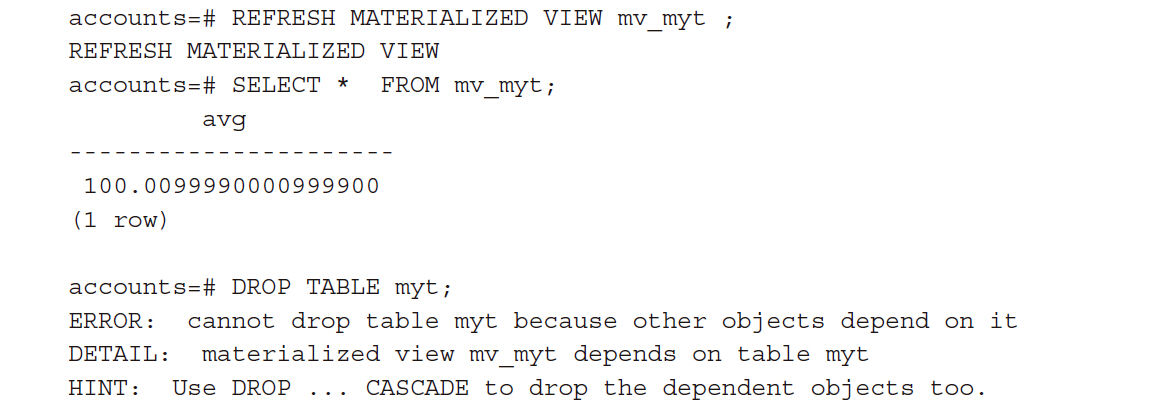 accounts=# REFRESH MATERIALIZED VIEW mv_myt ;
REFRESH MATERIALIZED VIEW
accounts=# SELECT *  FROM mv_myt;
         avg
----------------------
 100.0099990000999900
(1 row)

accounts=# DROP TABLE myt;
ERROR:  cannot drop table myt because other objects depend on it
DETAIL:  materialized view mv_myt depends on table myt
HINT:  Use DROP ... CASCADE to drop the dependent objects too.